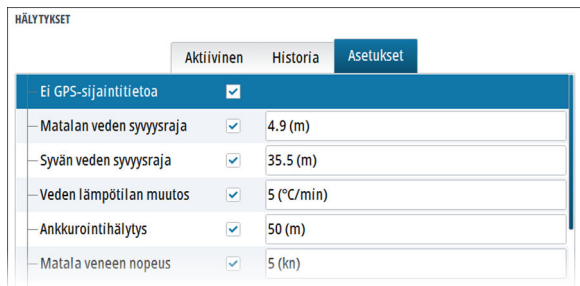 HÄLYTYKSET
Aktiivinen Historia Asetukset
Ei GPS-sijaintitietoa
Matalan veden syvyysraja 4.9 (m)
Syvän veden syvyysraja 35.5 (m)
Veden lämpötilan muutos 5 (°C/min)
Ankkurointihälytys 50 (m)
Matala veneen nopeus 5 (kn)